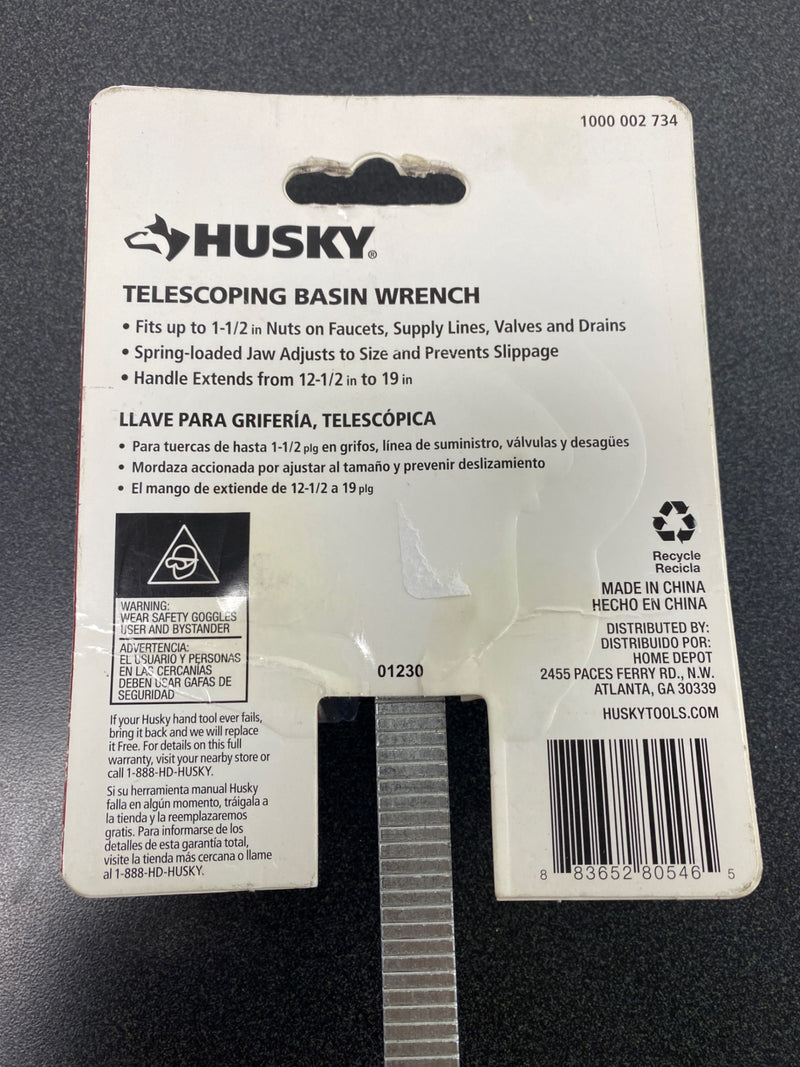 1000 002 734
HUSKY®
TELESCOPING BASIN WRENCH
• Fits up to 1-1/2 in Nuts on Faucets, Supply Lines, Valves and Drains
• Spring-loaded Jaw Adjusts to Size and Prevents Slippage
• Handle Extends from 12-1/2 in to 19 in
LLAVE PARA GRIFERÍA, TELESCÓPICA
• Para tuercas de hasta 1-1/2 plg en grifos, línea de suministro, válvulas y desagües
• Mordaza accionada por ajustar al tamaño y prevenir deslizamiento
• El mango de extiende de 12-1/2 a 19 plg
WARNING:
WEAR SAFETY GOGGLES
USER AND BYSTANDER
ADVERTENCIA:
EL USUARIO Y PERSONAS
EN LAS CERCANÍAS
DEBEN USAR GAFAS DE
SEGURIDAD
If your Husky hand tool ever fails,
bring it back and we will replace
it Free. For details on this full
warranty, visit your nearby store or
call 1-888-HD-HUSKY.
Si su herramienta manual Husky
falla en algún momento, tráigala a
la tienda y la reemplazaremos
gratis. Para informarse de los
detalles de esta garantía total,
visite la tienda más cercana o llame
al 1-888-HD-HUSKY.
01230
Recycle
Recicla
MADE IN CHINA
HECHO EN CHINA
DISTRIBUTED BY:
DISTRIBUIDO POR:
HOME DEPOT
2455 PACES FERRY RD., N.W.
ATLANTA, GA 30339
HUSKYTOOLS.COM
8 83652 80546 5